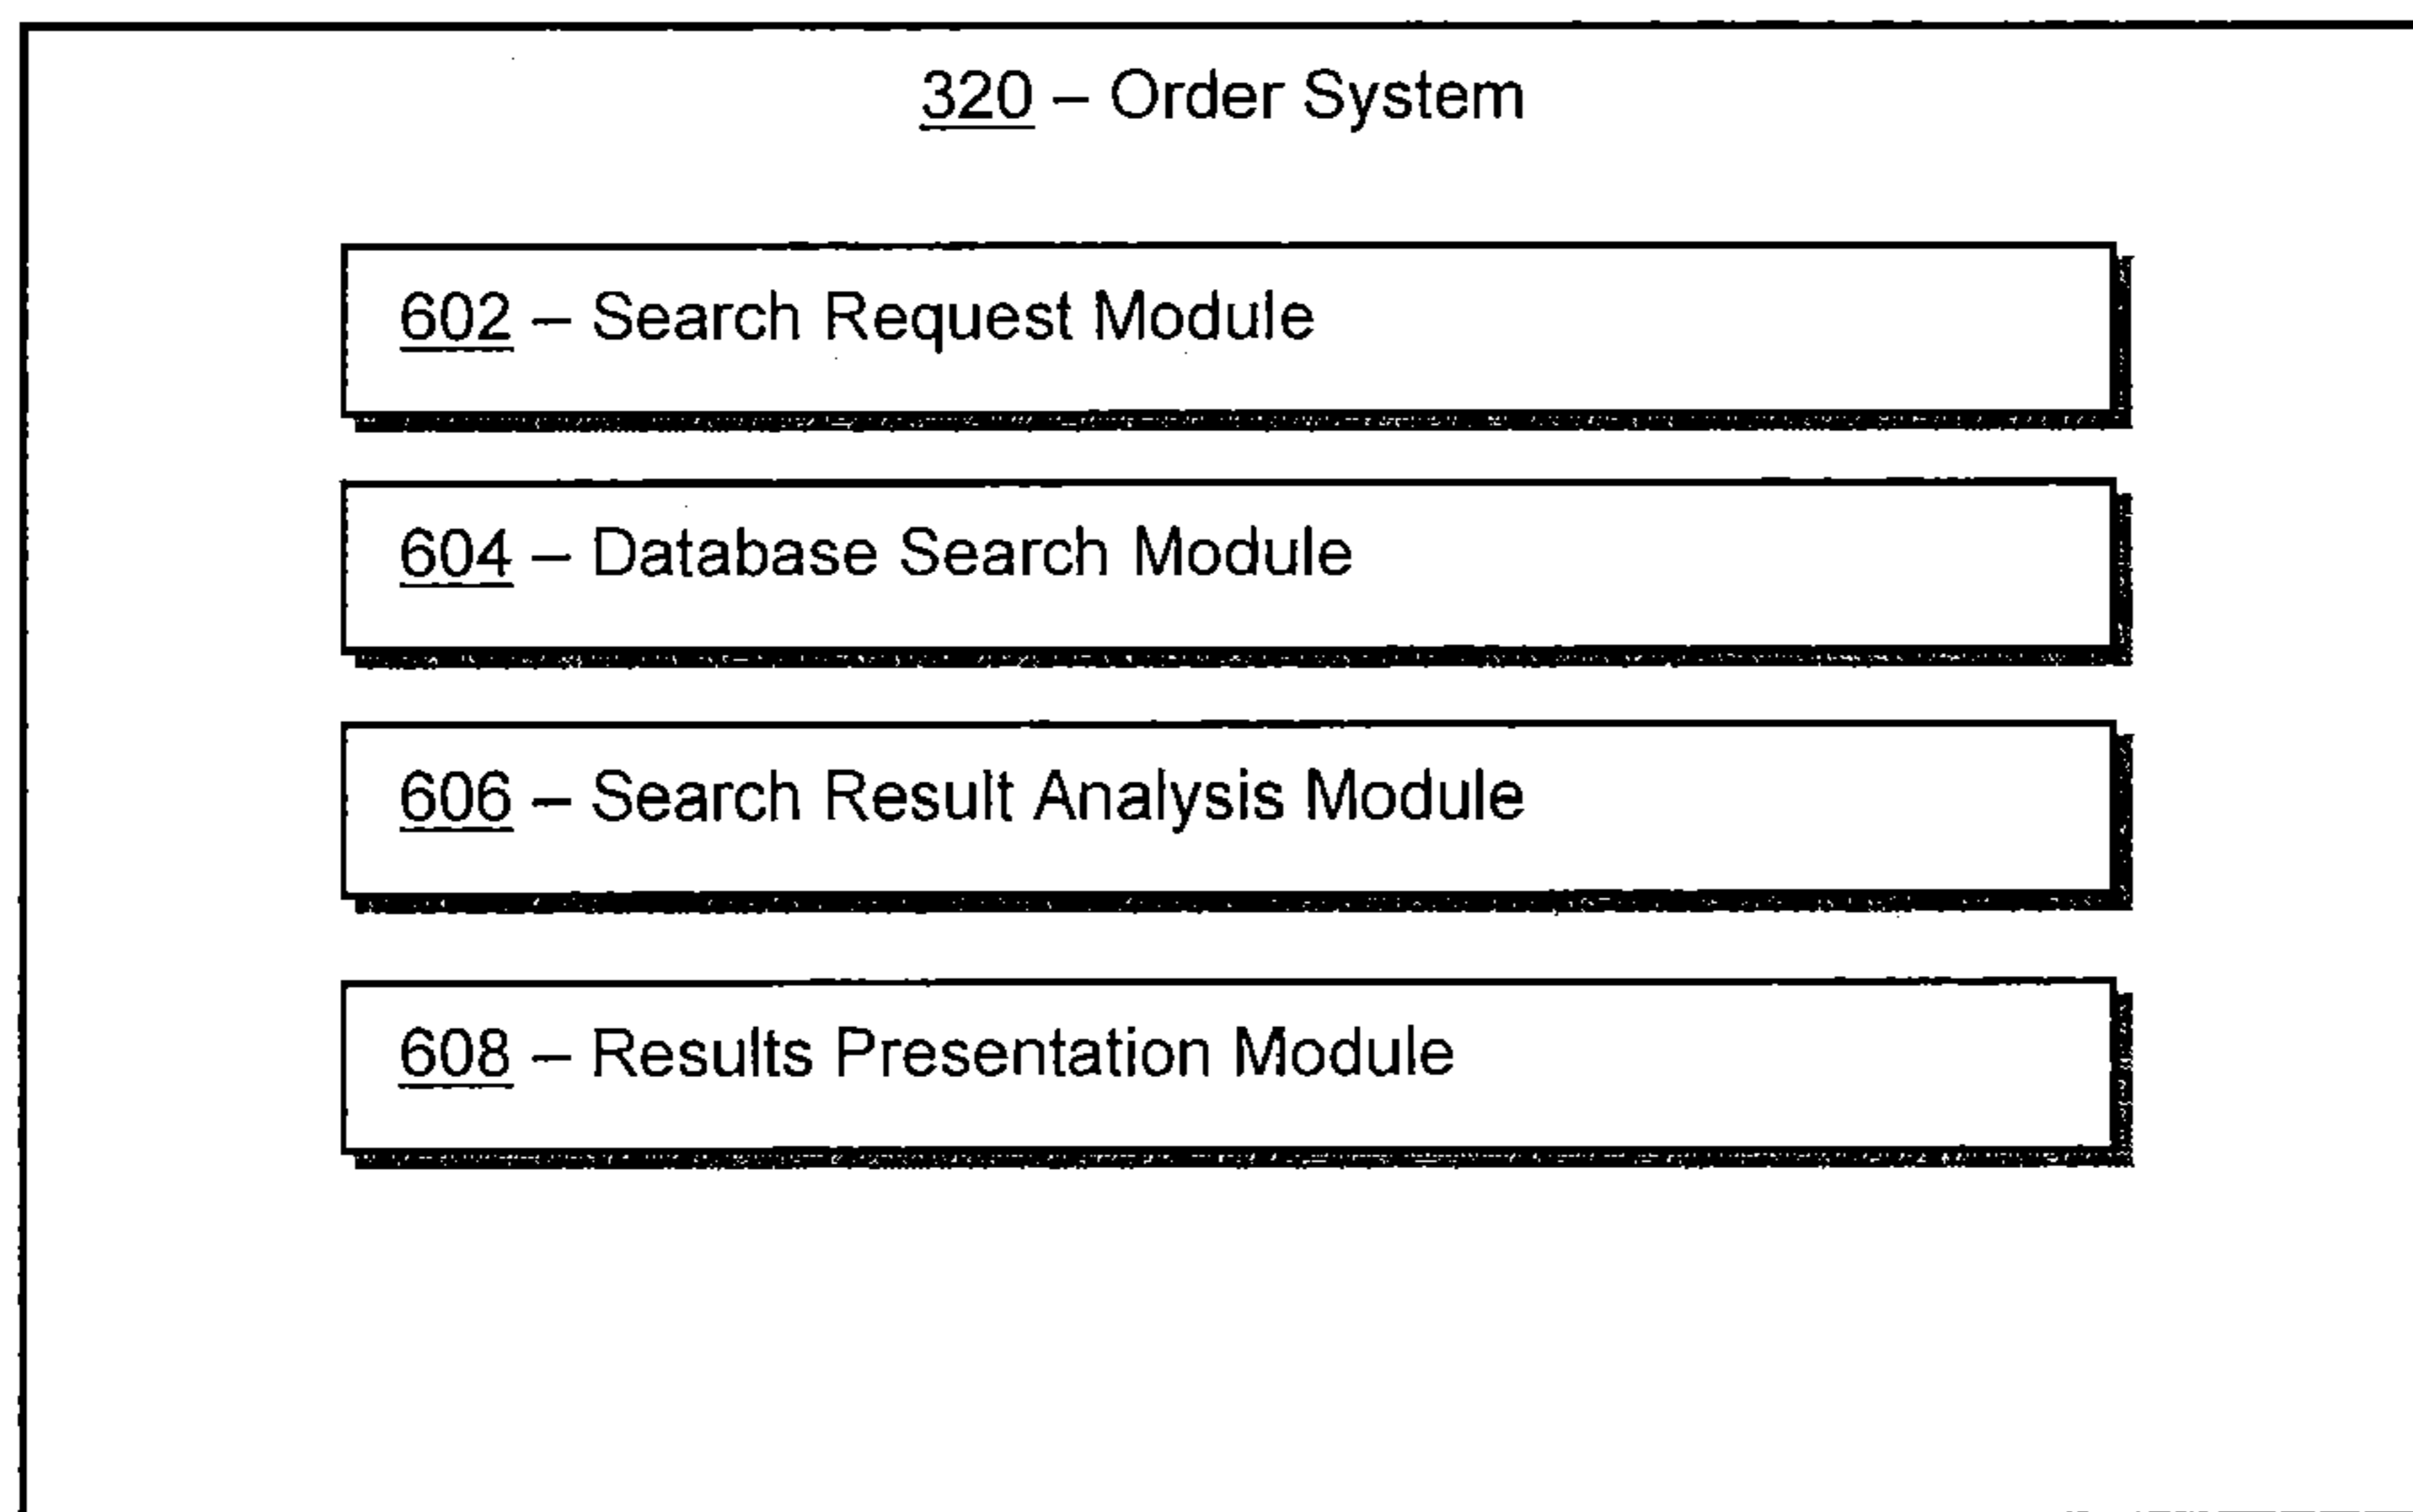 320 – Order System
602 – Search Request Module
604 – Database Search Module
606 – Search Result Analysis Module
608 – Results Presentation Module